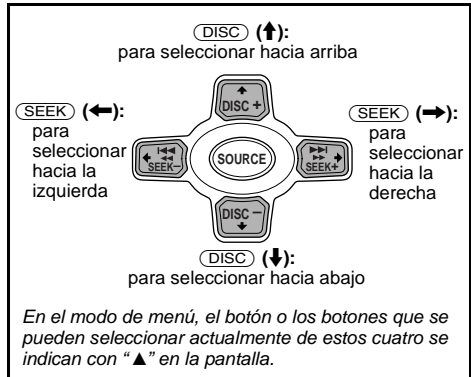 DISC (⬆):
para seleccionar hacia arriba
DISC +
SEEK (⬅):
para
seleccionar
hacia la
izquierda
SEEK–
SOURCE
SEEK+
SEEK (➡):
para
seleccionar
hacia la
derecha
DISC –
DISC (⬇):
para seleccionar hacia abajo
En el modo de menú, el botón o los botones que se
pueden seleccionar actualmente de estos cuatro se
indican con “▲” en la pantalla.